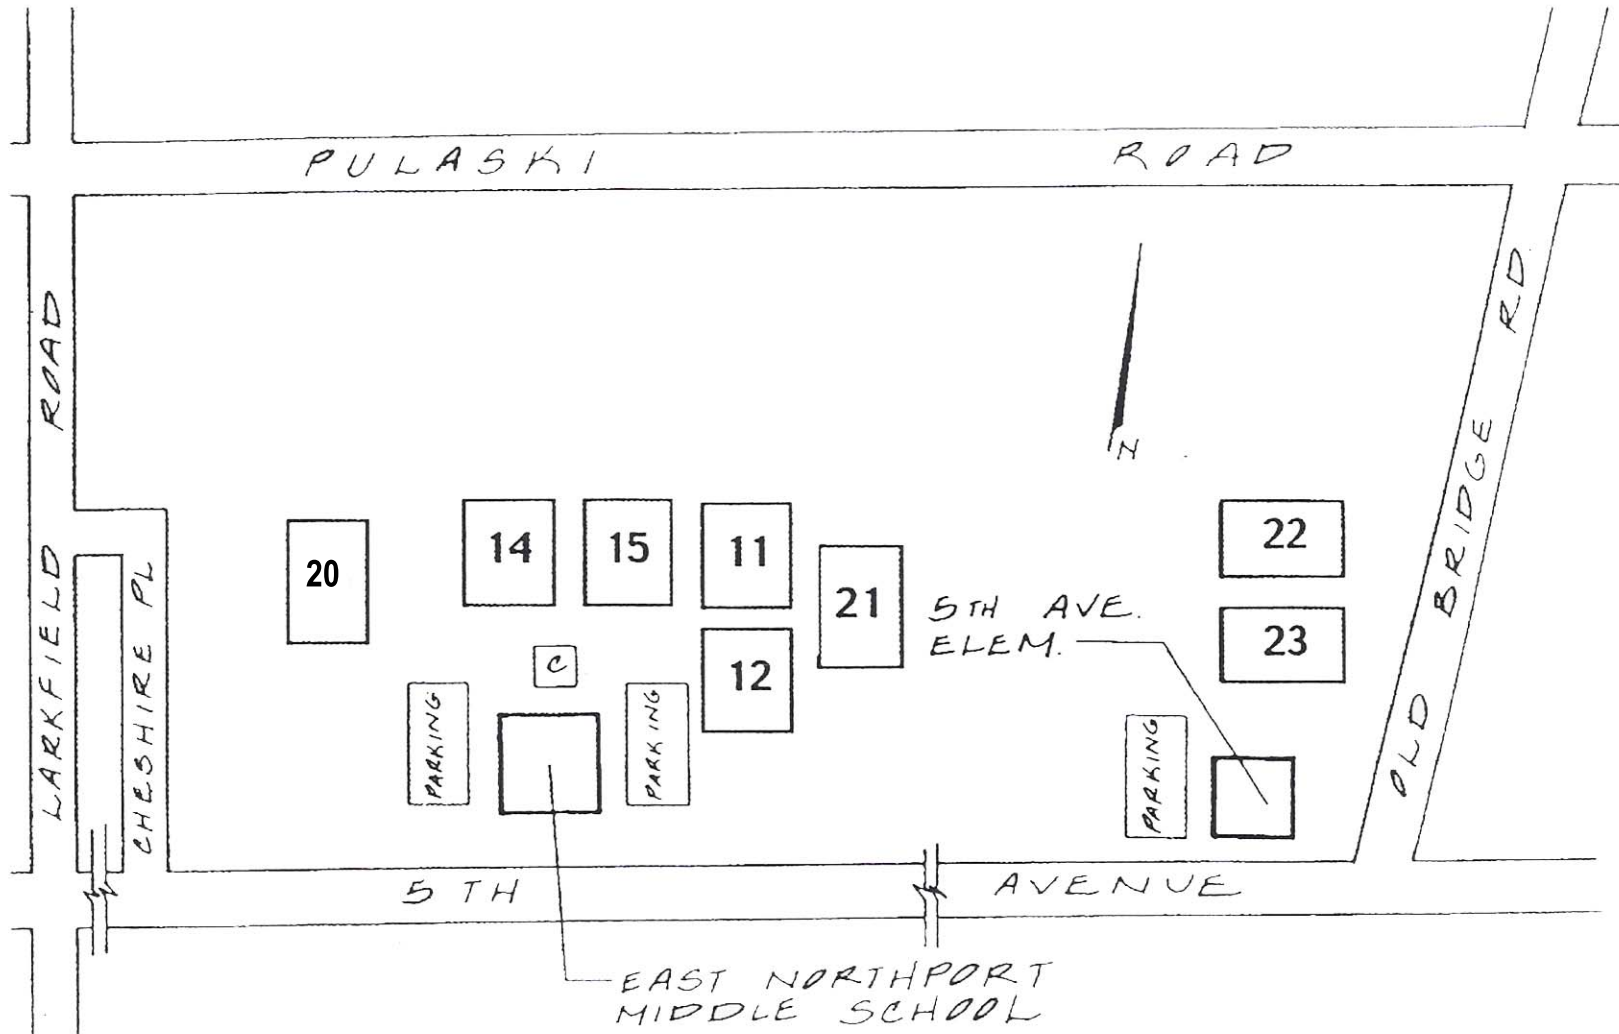 PULASKI ROAD
LARKFIELD ROAD
CHESHIRE PL
OLD BRIDGE RD
N
20
14
15
11
21
12
C
PARKING
PARKING
5TH AVE.
ELEM.
22
23
PARKING
5TH AVENUE
EAST NORTHPORT
MIDDLE SCHOOL